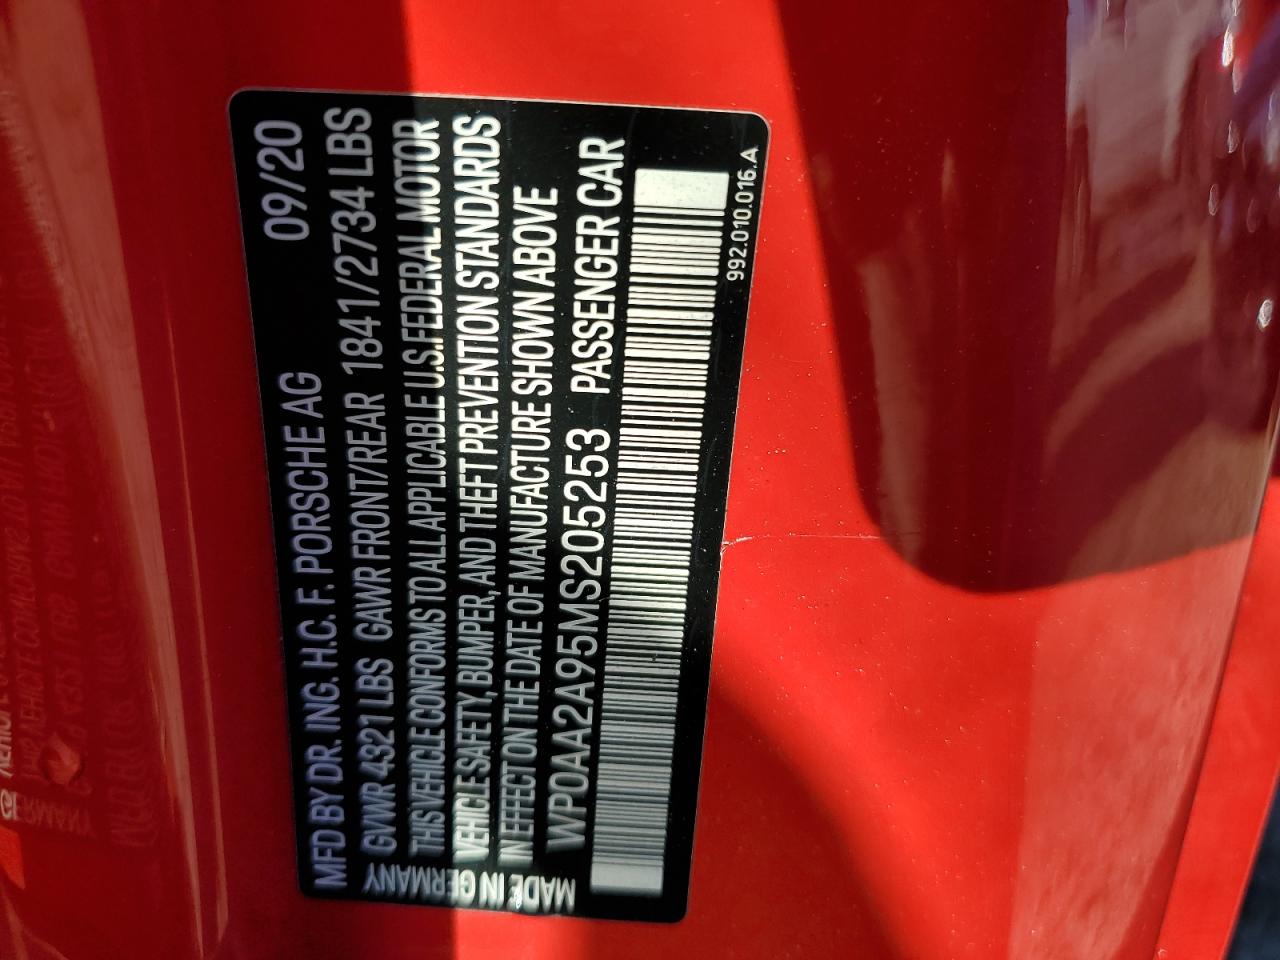 MFD BY DR. ING. H.C. F. PORSCHE AG 09/20
GVWR 4321 LBS GAWR FRONT/REAR 1841/2734 LBS
THIS VEHICLE CONFORMS TO ALL APPLICABLE U.S. FEDERAL MOTOR
VEHICLE SAFETY, BUMPER, AND THEFT PREVENTION STANDARDS
IN EFFECT ON THE DATE OF MANUFACTURE SHOWN ABOVE
WP0AA2A95MS205253 PASSENGER CAR
992.010.016.A
MADE IN GERMANY